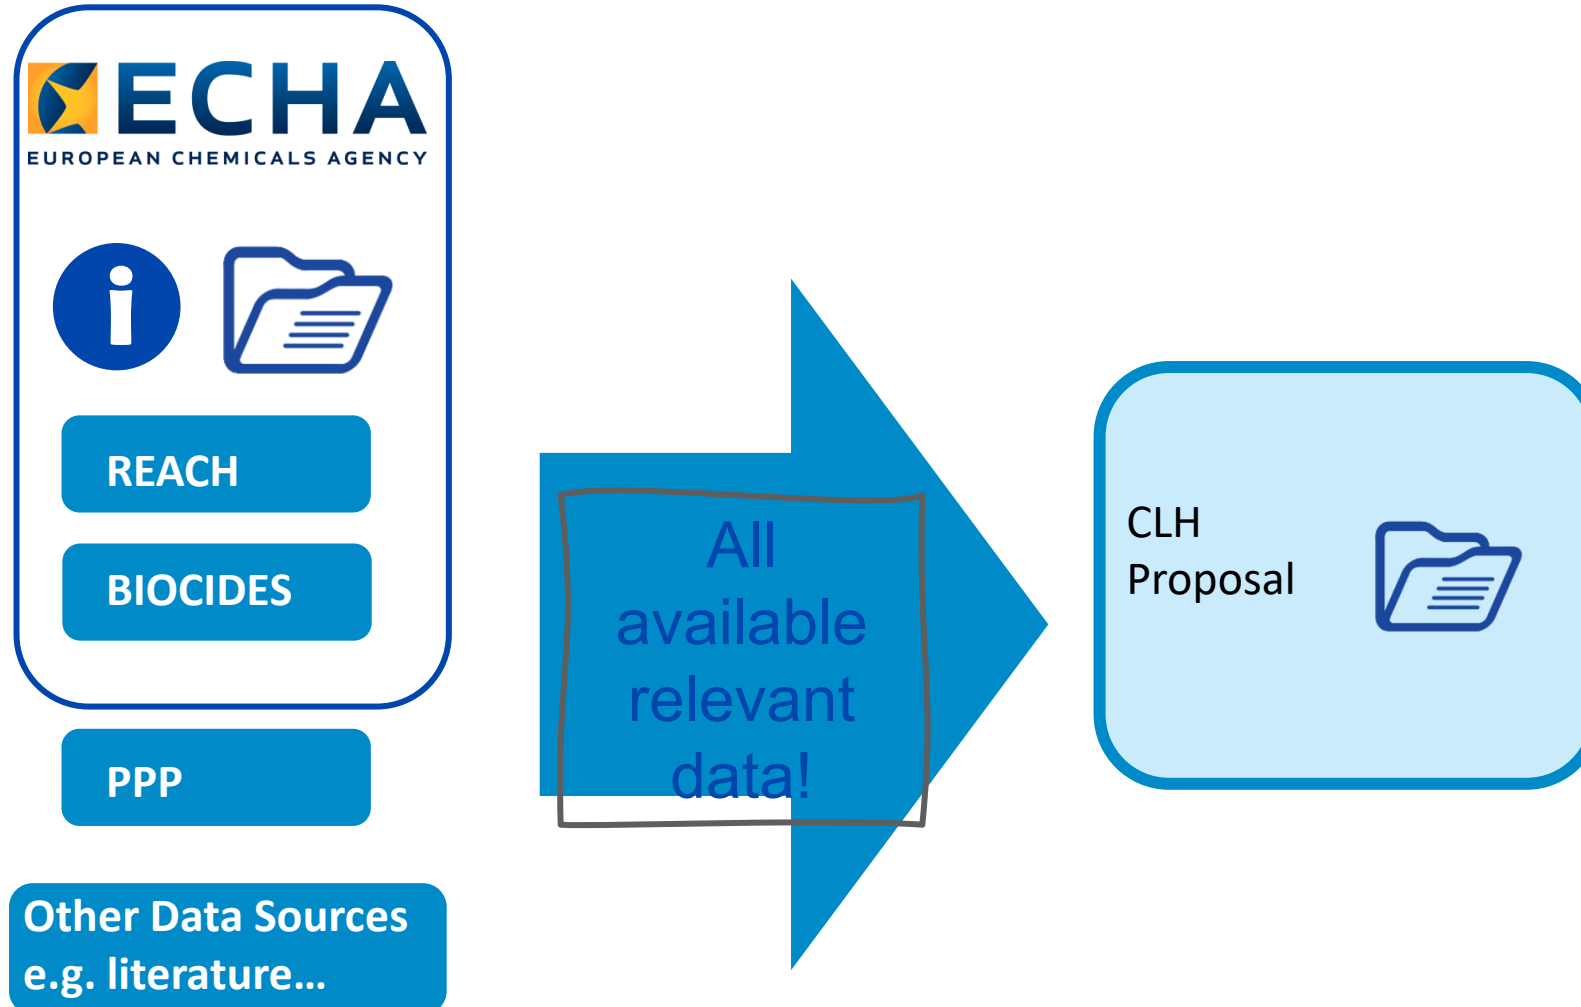 ECHA
EUROPEAN CHEMICALS AGENCY
i
REACH
BIOCIDES
PPP
Other Data Sources
e.g. literature...
All
available
relevant
data!
CLH
Proposal